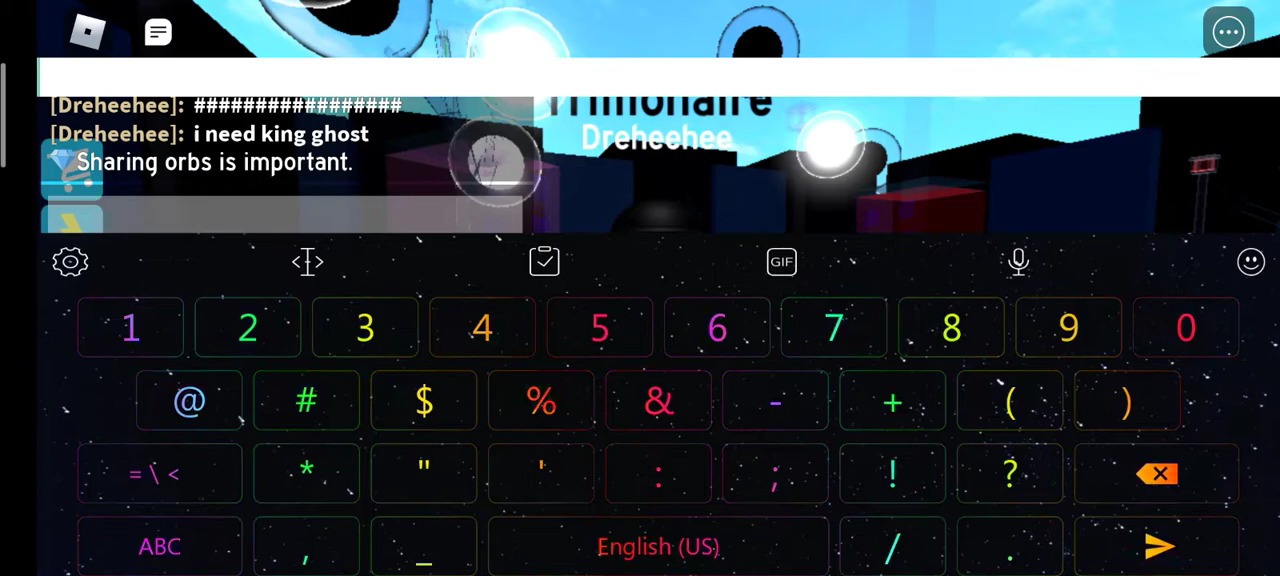 [Dreheehee]: ################
[Dreheehee]: i need king ghost
Sharing orbs is important.
Trillionaire
Dreheehee
GIF
1 2 3 4 5 6 7 8 9 0
@ # $ % & - + ( )
= \ < * " ' : ; ! ?
ABC , _ English (US) / .